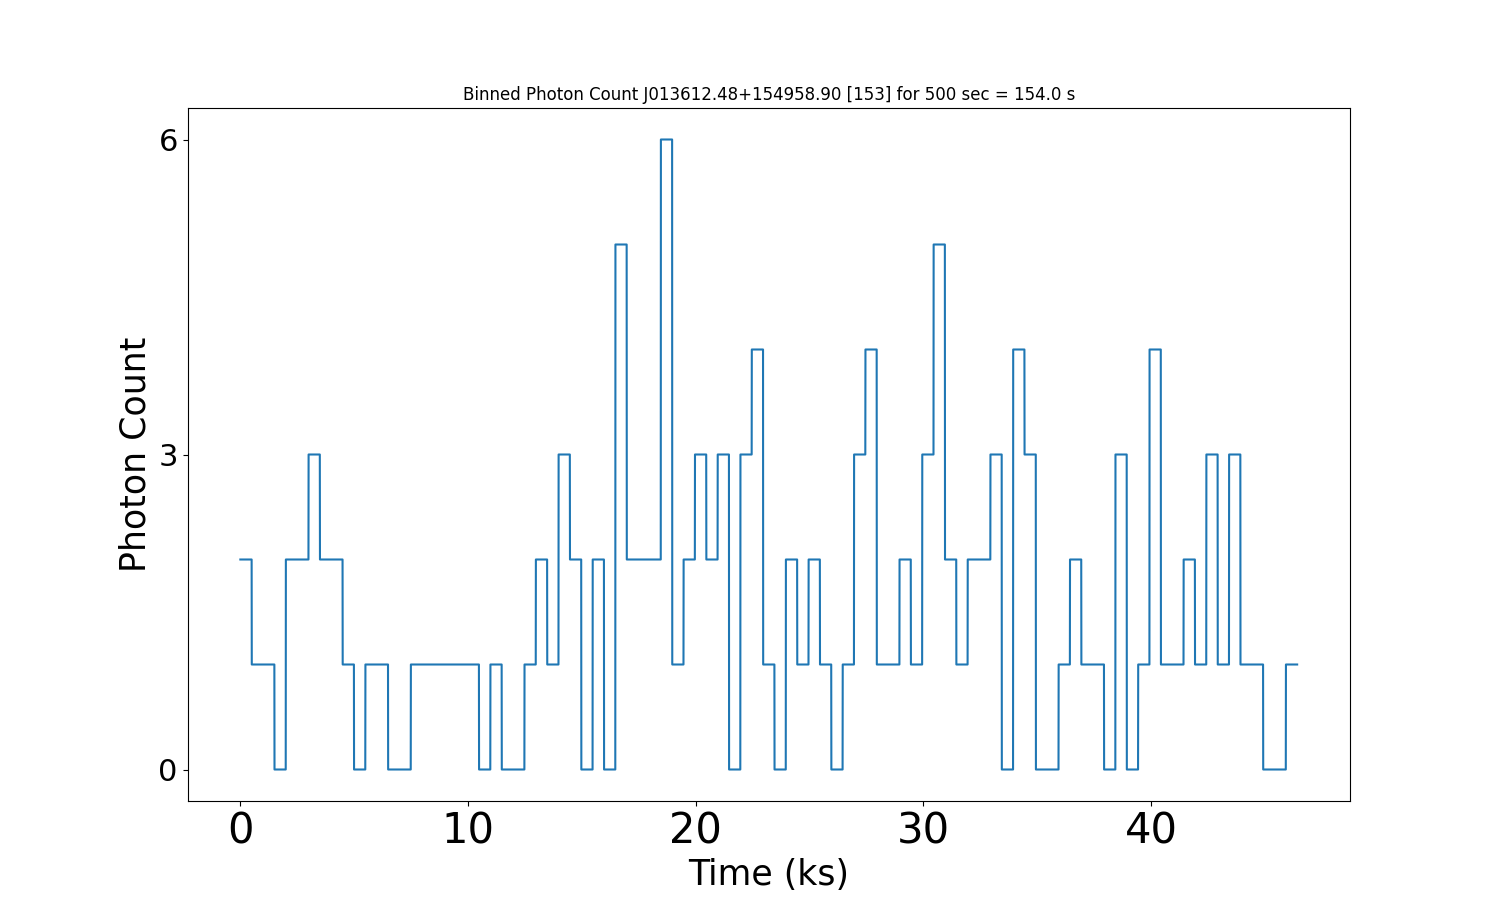 Binned Photon Count J013612.48+154958.90 [153] for 500 sec = 154.0 s
6
3
0
Photon Count
0 10 20 30 40
Time (ks)